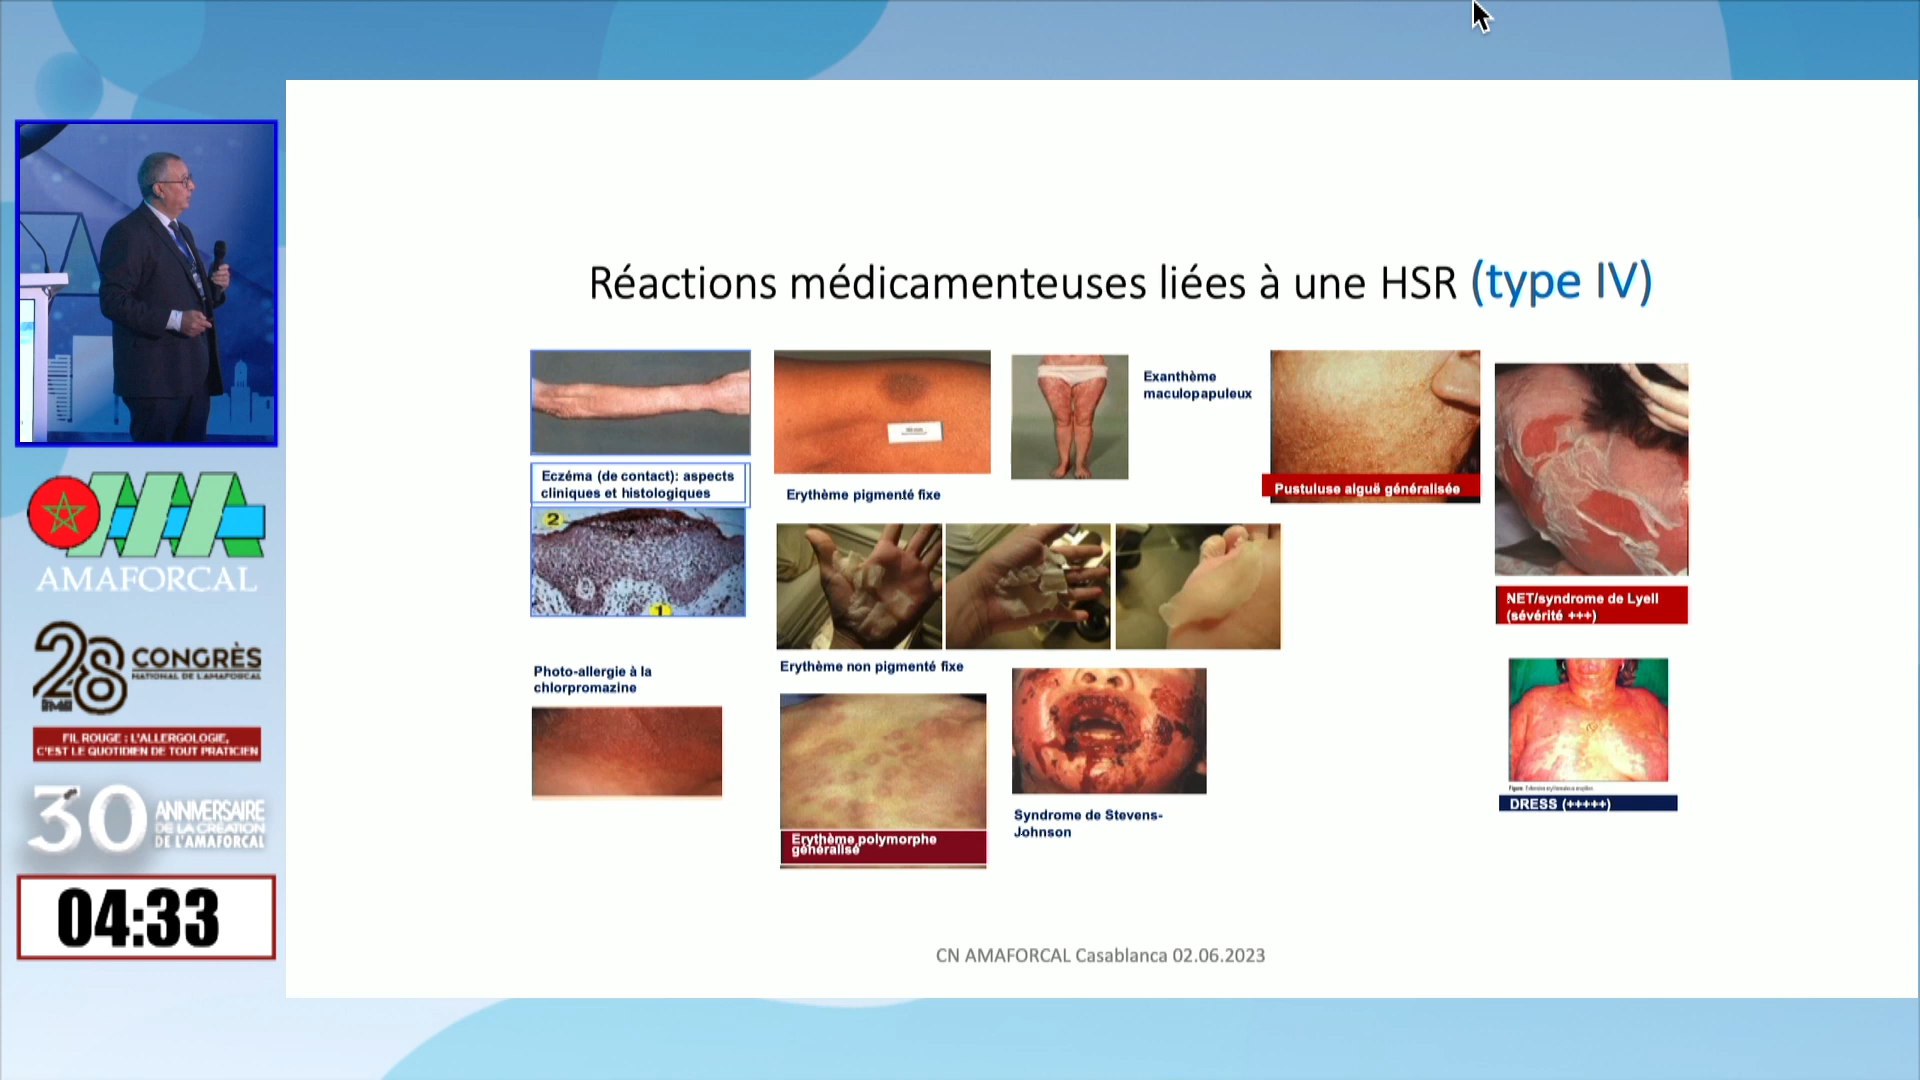 Réactions médicamenteuses liées à une HSR (type IV)
Eczéma (de contact): aspects
cliniques et histologiques
2
1
Photo-allergie à la
chlorpromazine
Erythème pigmenté fixe
Exanthème
maculopapuleux
Pustuluse aiguë généralisée
Erythème non pigmenté fixe
Erythème polymorphe
généralisé
Syndrome de Stevens-
Johnson
NET/syndrome de Lyell
(sévérité +++)
DRESS (+++++)
CN AMAFORCAL Casablanca 02.06.2023
AMAFORCAL
28 CONGRÈS
NATIONAL DE L'AMAFORCAL
FIL ROUGE : L'ALLERGOLOGIE,
C'EST LE QUOTIDIEN DE TOUT PRATICIEN
30 ANNIVERSAIRE
DE LA CRÉATION
DE L'AMAFORCAL
04:33